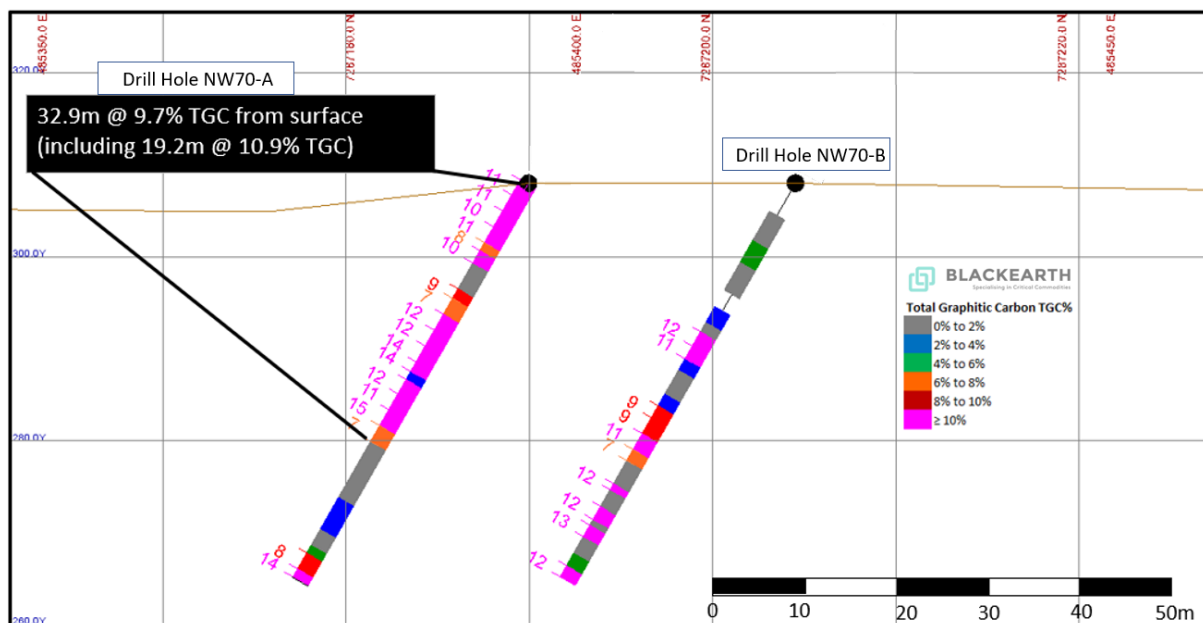 485350.0 E
7287180.0 N
485400.0 E
7287200.0 N
7287220.0 N
485450.0 E
320.0Y
Drill Hole NW70-A
32.9m @ 9.7% TGC from surface
(including 19.2m @ 10.9% TGC)
Drill Hole NW70-B
11
11
10
11
8
10
300.0Y
9
7
12
12
14
14
12
11
15
7
280.0Y
8
14
260.0Y
12
11
9
9
11
7
12
12
13
12
BLACKEARTH
Specialising in Critical Commodities
Total Graphitic Carbon TGC%
0% to 2%
2% to 4%
4% to 6%
6% to 8%
8% to 10%
≥ 10%
0 10 20 30 40 50m